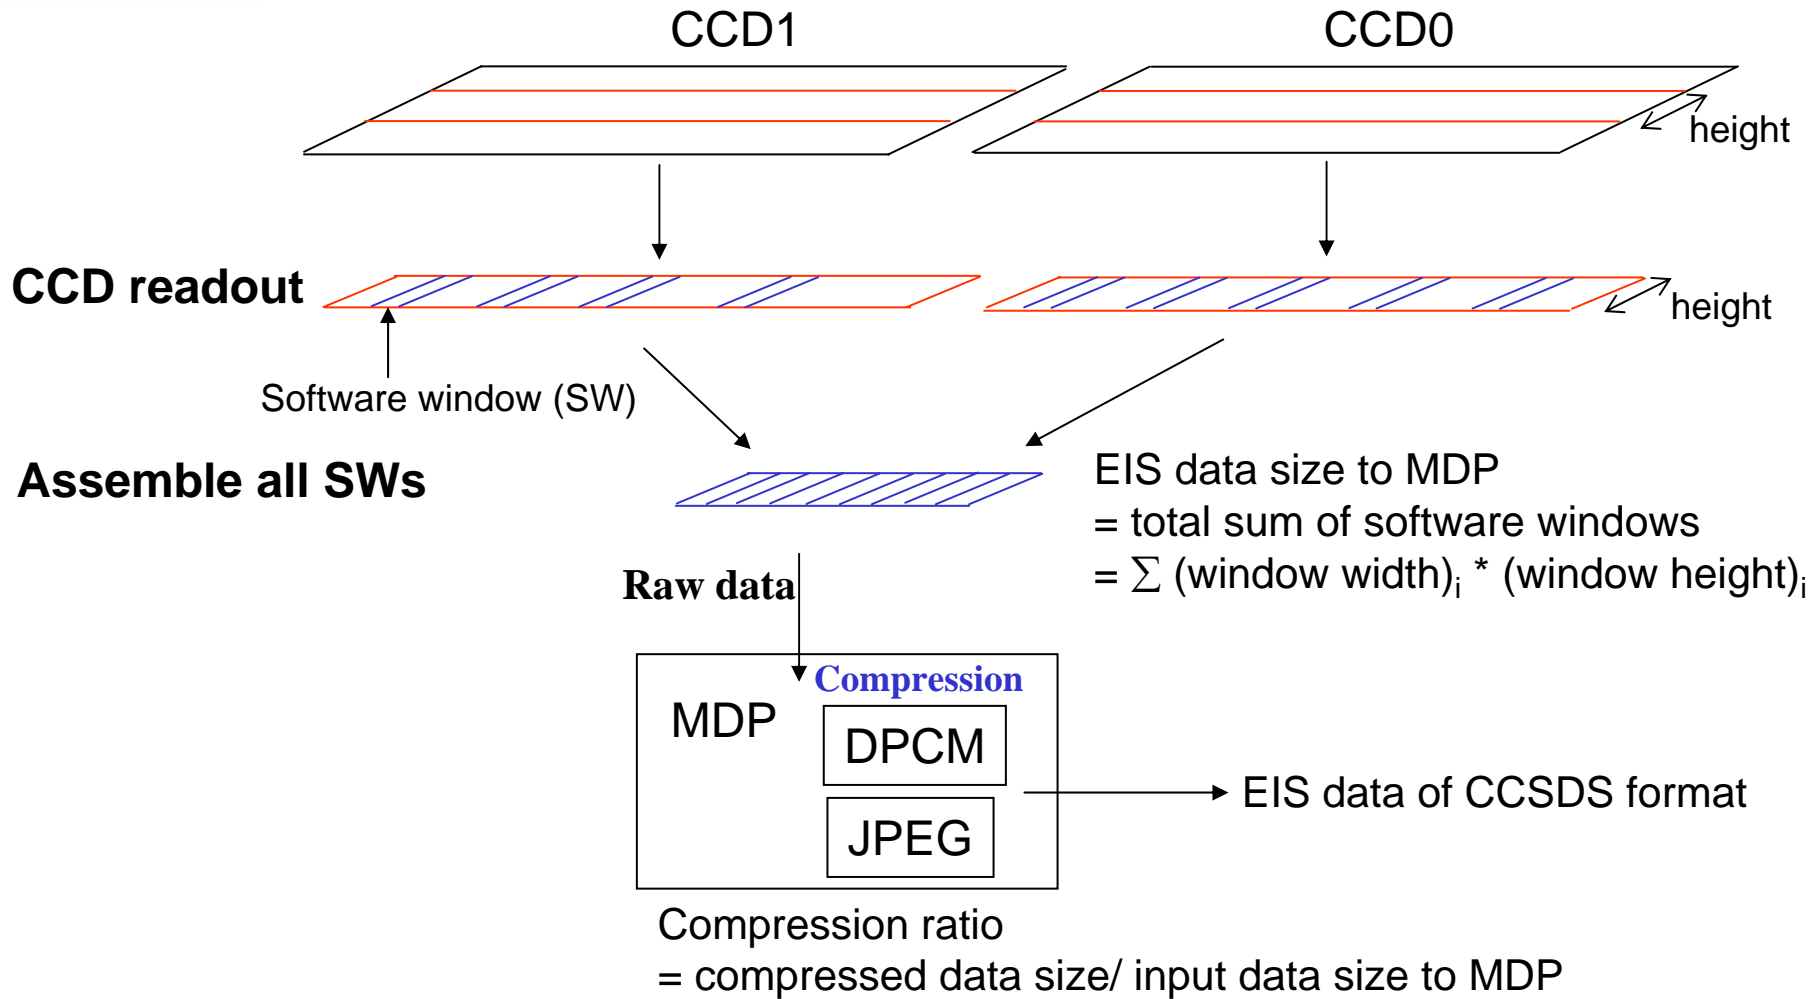 CCD1
CCD0
height
CCD readout
height
Software window (SW)
Assemble all SWs
EIS data size to MDP
= total sum of software windows
= ∑ (window width)i * (window height)i
Raw data
Compression
MDP
DPCM
JPEG
EIS data of CCSDS format
Compression ratio
= compressed data size/ input data size to MDP